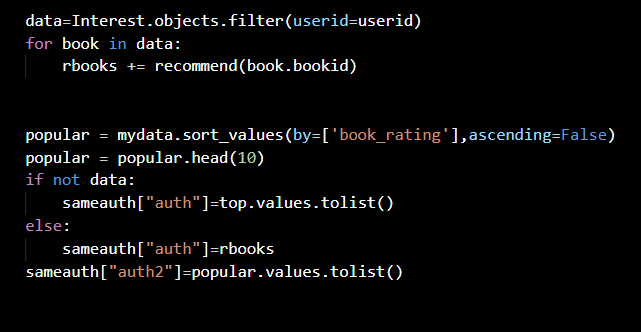 data=Interest.objects.filter(userid=userid)
for book in data:
    rbooks += recommend(book.bookid)
popular = mydata.sort_values(by=['book_rating'],ascending=False)
popular = popular.head(10)
if not data:
    sameauth["auth"]=top.values.tolist()
else:
    sameauth["auth"]=rbooks
sameauth["auth2"]=popular.values.tolist()